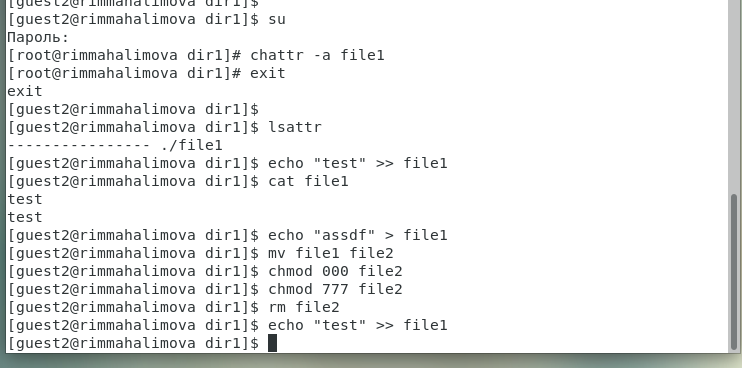 [guest2@rimmahalimova dir1]$
[guest2@rimmahalimova dir1]$ su
Пароль:
[root@rimmahalimova dir1]# chattr -a file1
[root@rimmahalimova dir1]# exit
exit
[guest2@rimmahalimova dir1]$
[guest2@rimmahalimova dir1]$ lsattr
---------------- ./file1
[guest2@rimmahalimova dir1]$ echo "test" >> file1
[guest2@rimmahalimova dir1]$ cat file1
test
test
[guest2@rimmahalimova dir1]$ echo "assdf" > file1
[guest2@rimmahalimova dir1]$ mv file1 file2
[guest2@rimmahalimova dir1]$ chmod 000 file2
[guest2@rimmahalimova dir1]$ chmod 777 file2
[guest2@rimmahalimova dir1]$ rm file2
[guest2@rimmahalimova dir1]$ echo "test" >> file1
[guest2@rimmahalimova dir1]$